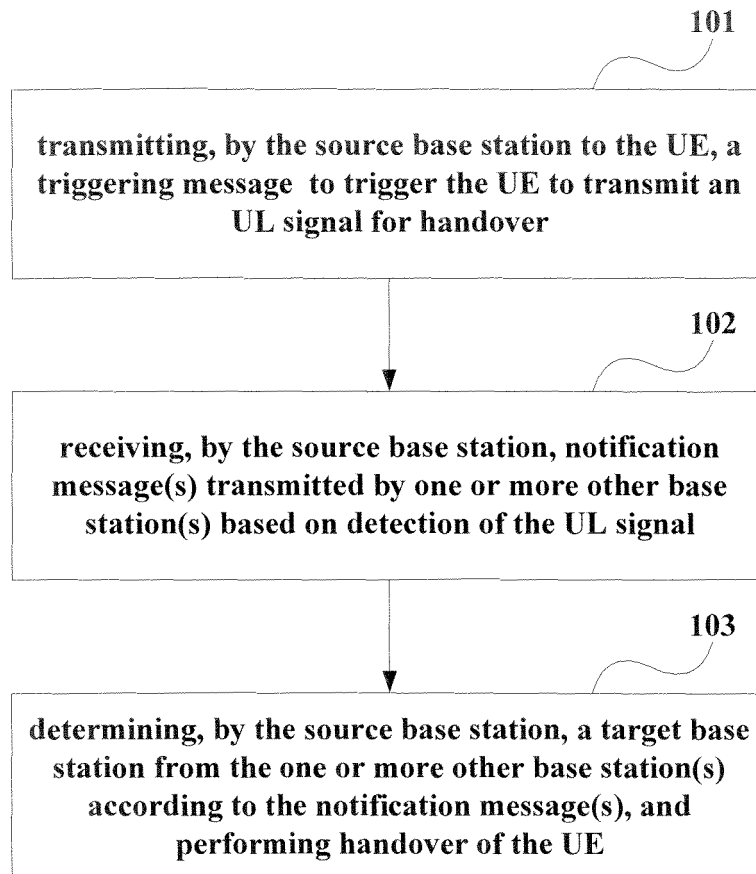 101
transmitting, by the source base station to the UE, a
triggering message to trigger the UE to transmit an
UL signal for handover
102
receiving, by the source base station, notification
message(s) transmitted by one or more other base
station(s) based on detection of the UL signal
103
determining, by the source base station, a target base
station from the one or more other base station(s)
according to the notification message(s), and
performing handover of the UE